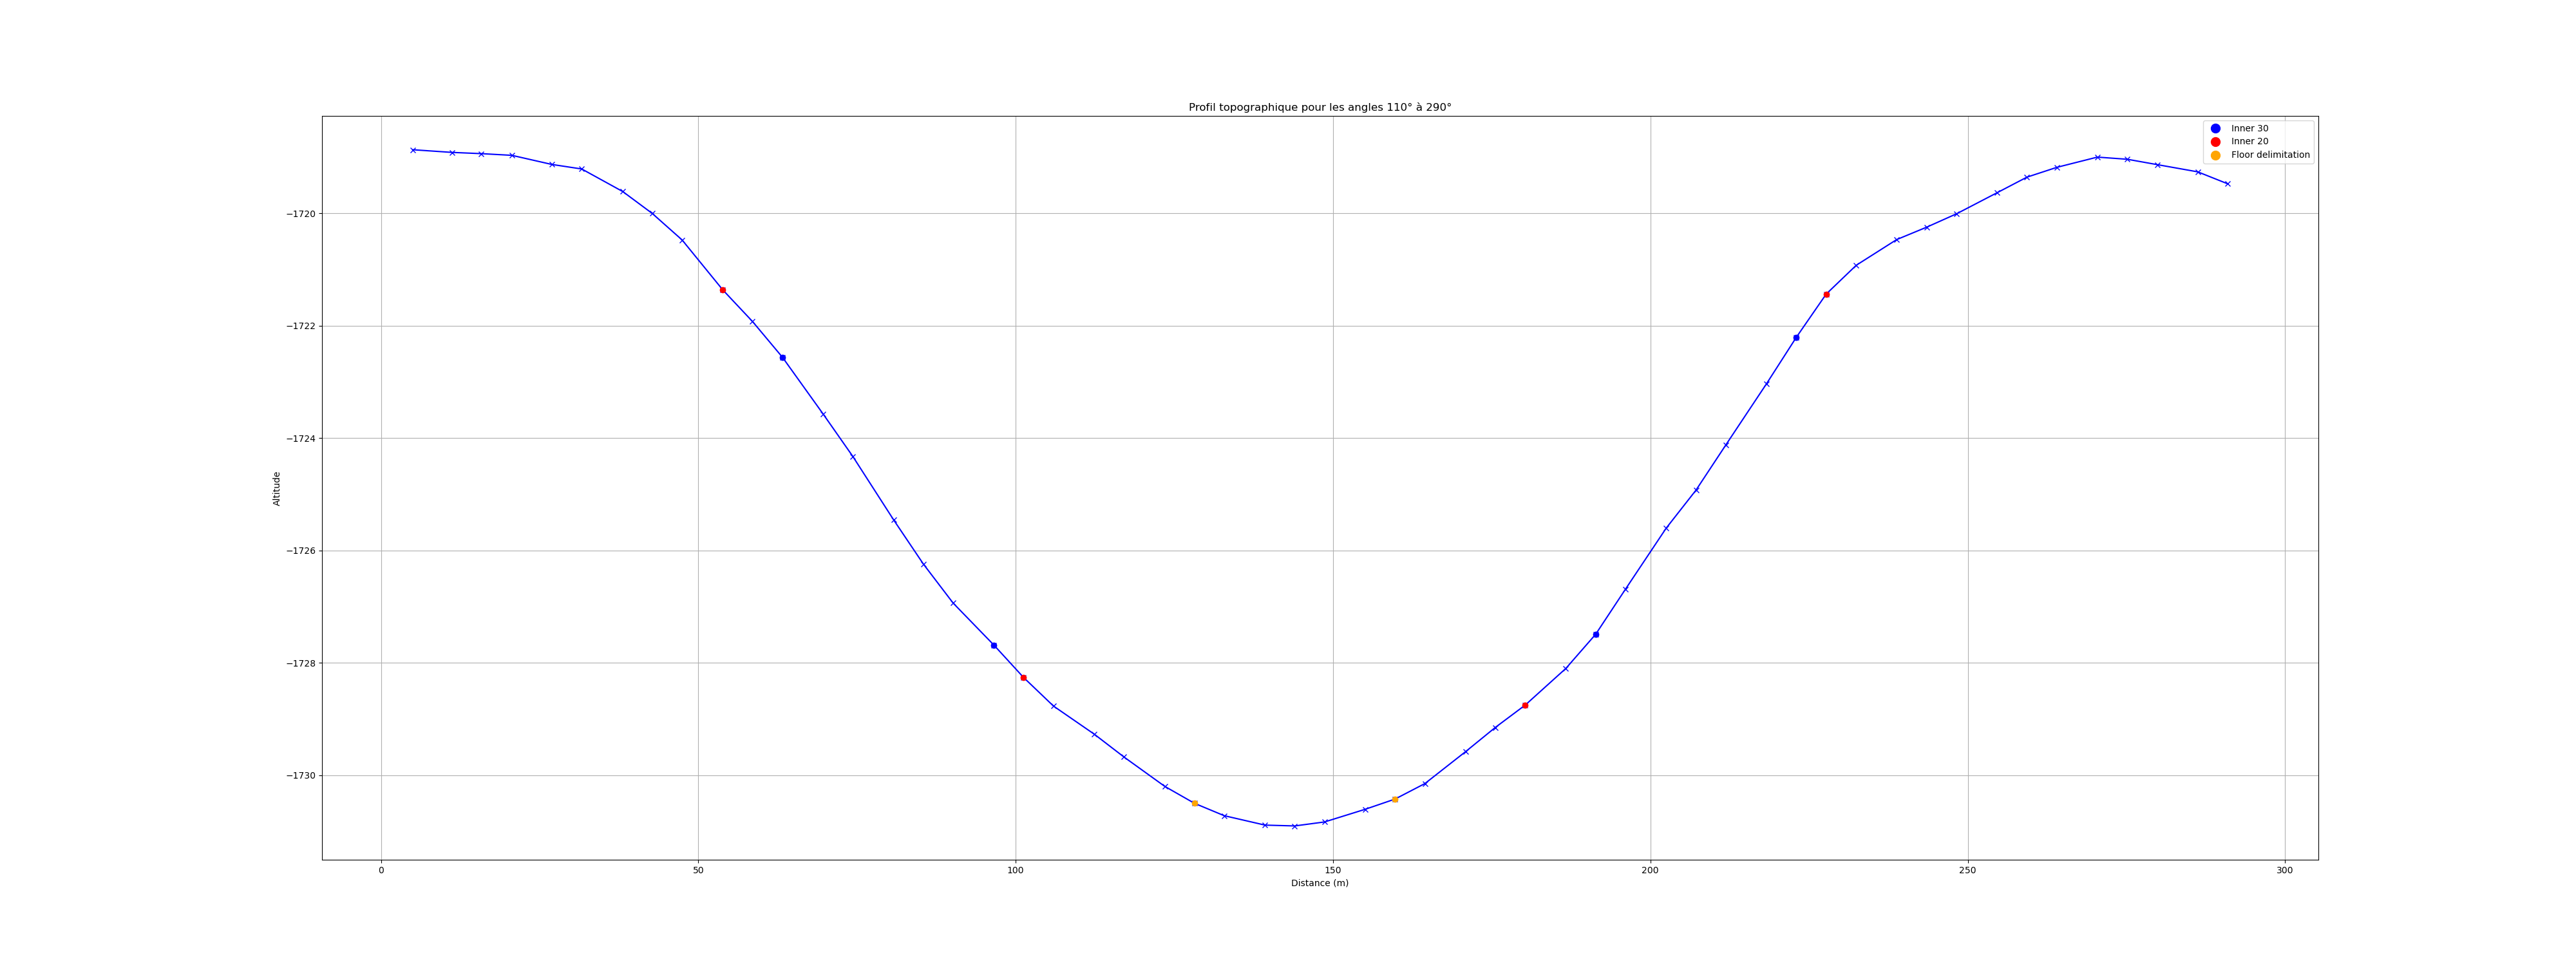 Profil topographique pour les angles 110° à 290°
Inner 30
Inner 20
Floor delimitation
Altitude
−1720
−1722
−1724
−1726
−1728
−1730
0 50 100 150 200 250 300
Distance (m)